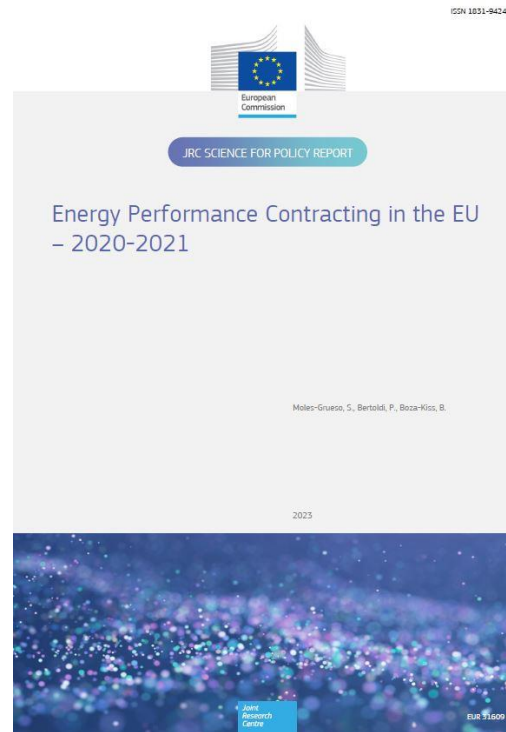 ISSN 1831-9424
European
Commission
JRC SCIENCE FOR POLICY REPORT
Energy Performance Contracting in the EU
– 2020-2021
Moles-Grueso, S., Bertoldi, P., Boza-Kiss, B.
2023
Joint
Research
Centre
EUR 31609